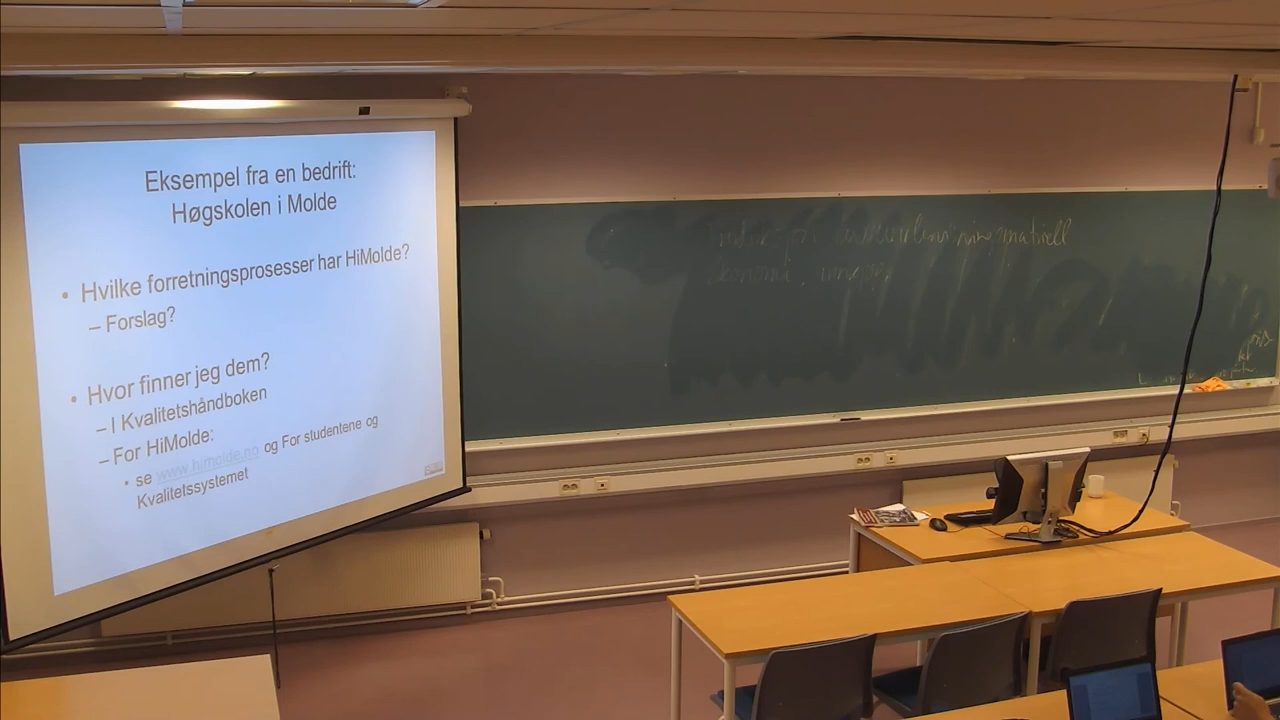 Eksempel fra en bedrift:
Høgskolen i Molde
• Hvilke forretningsprosesser har HiMolde?
– Forslag?
• Hvor finner jeg dem?
– I Kvalitetshåndboken
– For HiMolde:
• se www.himolde.no og For studentene og
Kvalitetssystemet